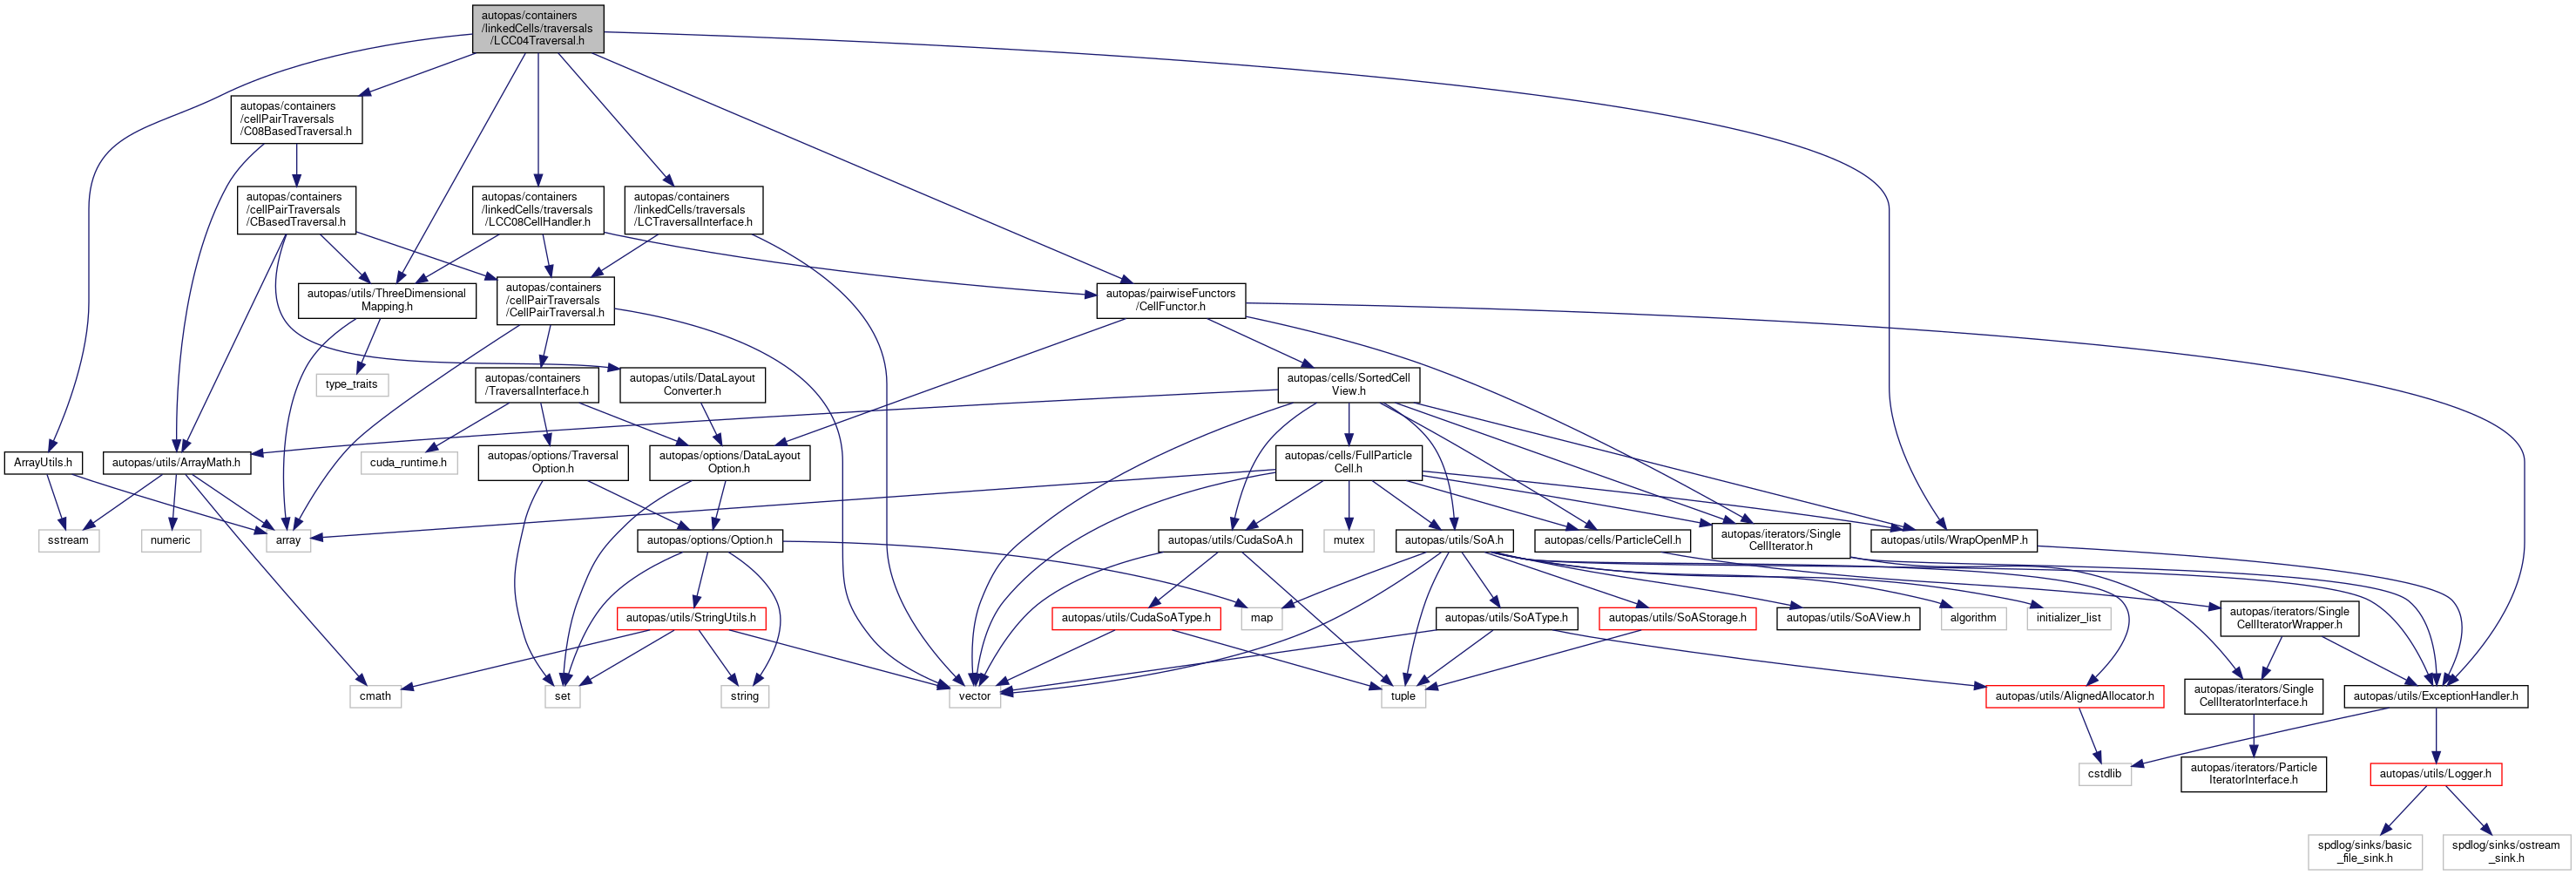 autopas/containers
/linkedCells/traversals
/LCC04Traversal.h
autopas/containers
/cellPairTraversals
/C08BasedTraversal.h
autopas/containers
/cellPairTraversals
/CBasedTraversal.h
autopas/containers
/linkedCells/traversals
/LCC08CellHandler.h
autopas/containers
/linkedCells/traversals
/LCTraversalInterface.h
autopas/utils/ThreeDimensional
Mapping.h
autopas/containers
/cellPairTraversals
/CellPairTraversal.h
autopas/pairwiseFunctors
/CellFunctor.h
type_traits
autopas/containers
/TraversalInterface.h
autopas/utils/DataLayout
Converter.h
autopas/cells/SortedCell
View.h
ArrayUtils.h
autopas/utils/ArrayMath.h
cuda_runtime.h
autopas/options/Traversal
Option.h
autopas/options/DataLayout
Option.h
autopas/cells/FullParticle
Cell.h
sstream
numeric
array
autopas/options/Option.h
autopas/utils/CudaSoA.h
mutex
autopas/utils/SoA.h
autopas/cells/ParticleCell.h
autopas/iterators/Single
CellIterator.h
autopas/utils/WrapOpenMP.h
autopas/utils/StringUtils.h
autopas/utils/CudaSoAType.h
map
autopas/utils/SoAType.h
autopas/utils/SoAStorage.h
autopas/utils/SoAView.h
algorithm
initializer_list
autopas/iterators/Single
CellIteratorWrapper.h
cmath
set
string
vector
tuple
autopas/utils/AlignedAllocator.h
autopas/iterators/Single
CellIteratorInterface.h
autopas/utils/ExceptionHandler.h
cstdlib
autopas/iterators/Particle
IteratorInterface.h
autopas/utils/Logger.h
spdlog/sinks/basic
_file_sink.h
spdlog/sinks/ostream
_sink.h